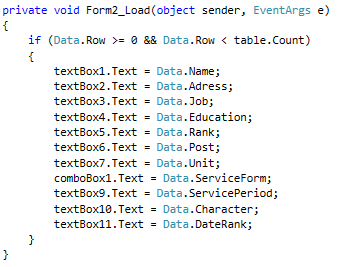 private void Form2_Load(object sender, EventArgs e)
{
if (Data.Row >= 0 && Data.Row < table.Count)
{
textBox1.Text = Data.Name;
textBox2.Text = Data.Adress;
textBox3.Text = Data.Job;
textBox4.Text = Data.Education;
textBox5.Text = Data.Rank;
textBox6.Text = Data.Post;
textBox7.Text = Data.Unit;
comboBox1.Text = Data.ServiceForm;
textBox9.Text = Data.ServicePeriod;
textBox10.Text = Data.Character;
textBox11.Text = Data.DateRank;
}
}